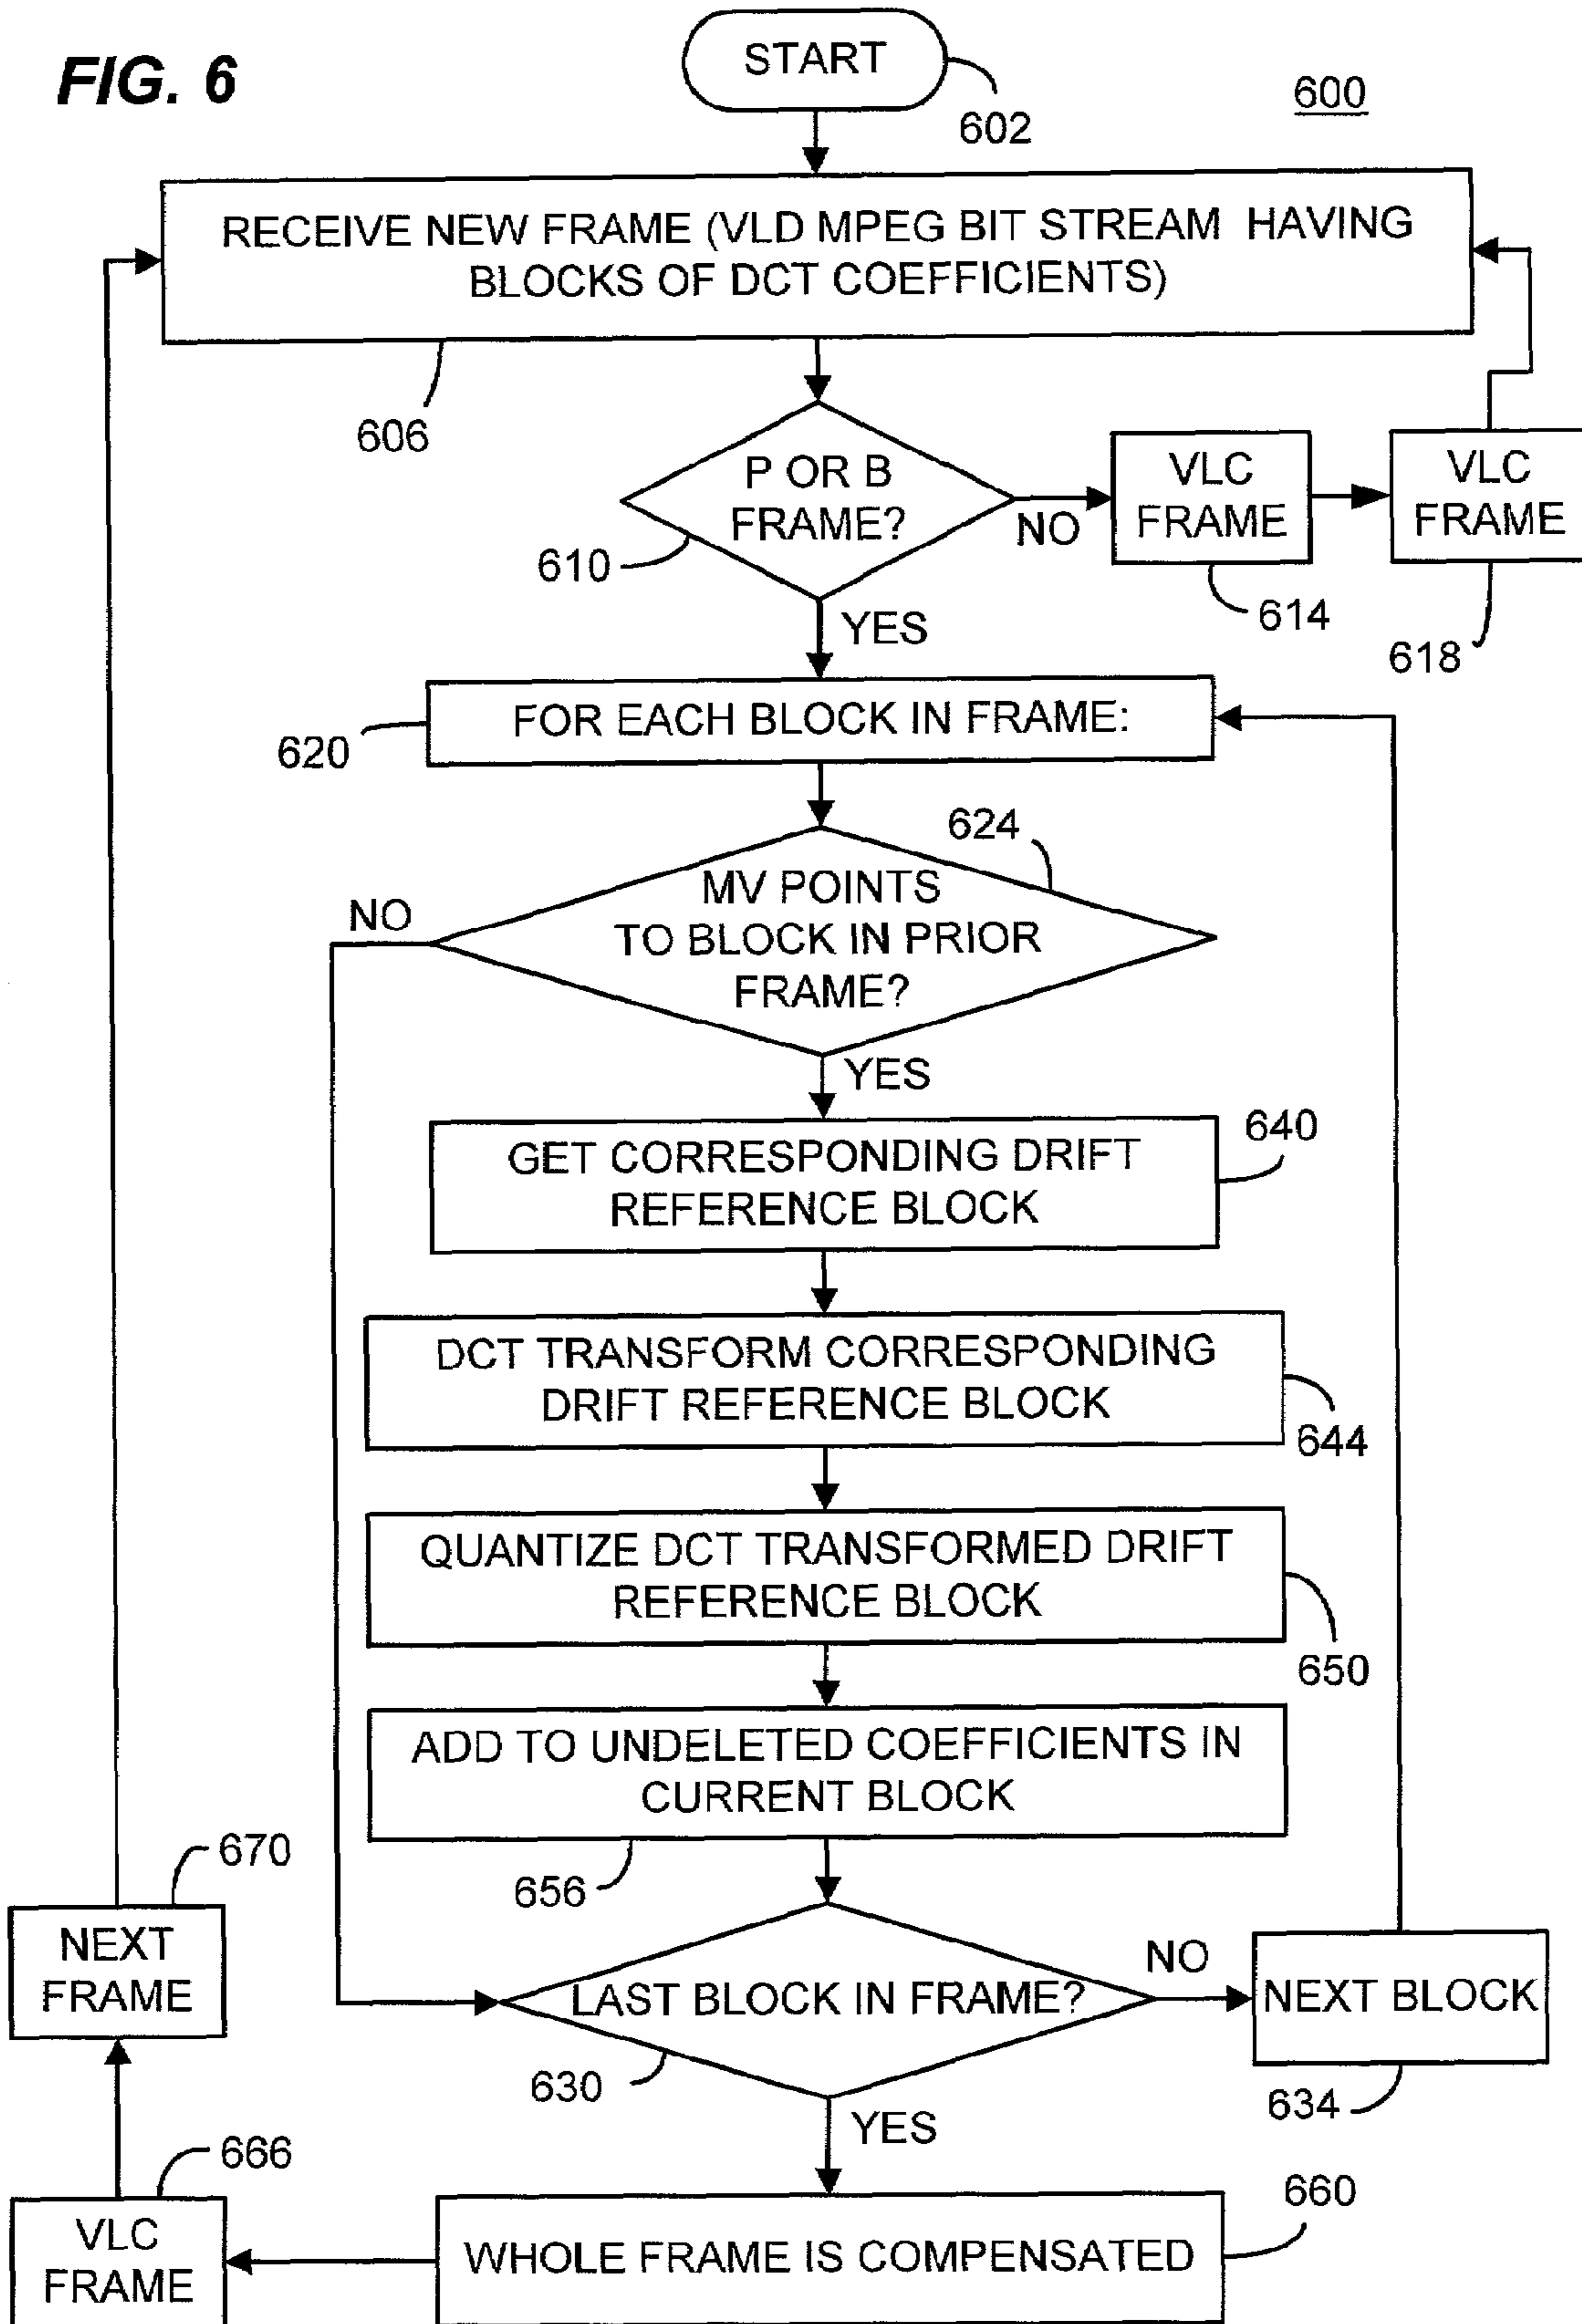 FIG. 6
START
602
600
RECEIVE NEW FRAME (VLD MPEG BIT STREAM HAVING
BLOCKS OF DCT COEFFICIENTS)
606
P OR B
FRAME?
610
NO
VLC
FRAME
614
VLC
FRAME
618
YES
FOR EACH BLOCK IN FRAME:
620
624
MV POINTS
TO BLOCK IN PRIOR
FRAME?
NO
YES
GET CORRESPONDING DRIFT
REFERENCE BLOCK
640
DCT TRANSFORM CORRESPONDING
DRIFT REFERENCE BLOCK
644
QUANTIZE DCT TRANSFORMED DRIFT
REFERENCE BLOCK
650
ADD TO UNDELETED COEFFICIENTS IN
CURRENT BLOCK
656
670
NEXT
FRAME
LAST BLOCK IN FRAME?
630
NO
NEXT BLOCK
634
YES
666
VLC
FRAME
WHOLE FRAME IS COMPENSATED
660